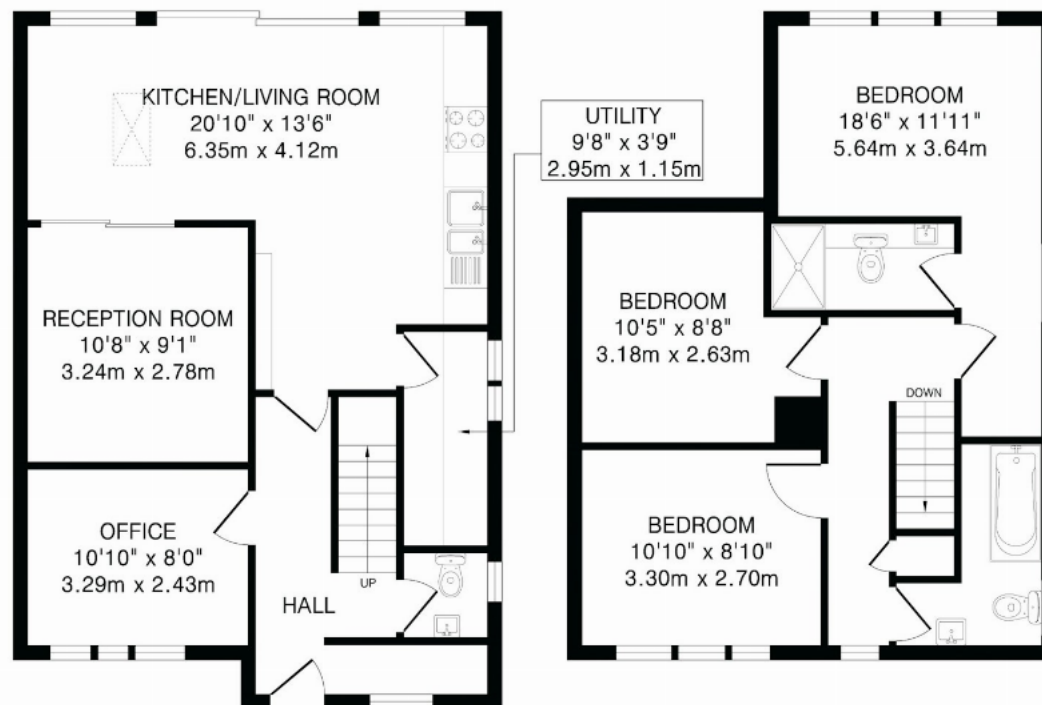 KITCHEN/LIVING ROOM
20'10" x 13'6"
6.35m x 4.12m
UTILITY
9'8" x 3'9"
2.95m x 1.15m
RECEPTION ROOM
10'8" x 9'1"
3.24m x 2.78m
OFFICE
10'10" x 8'0"
3.29m x 2.43m
HALL
UP
BEDROOM
18'6" x 11'11"
5.64m x 3.64m
BEDROOM
10'5" x 8'8"
3.18m x 2.63m
DOWN
BEDROOM
10'10" x 8'10"
3.30m x 2.70m